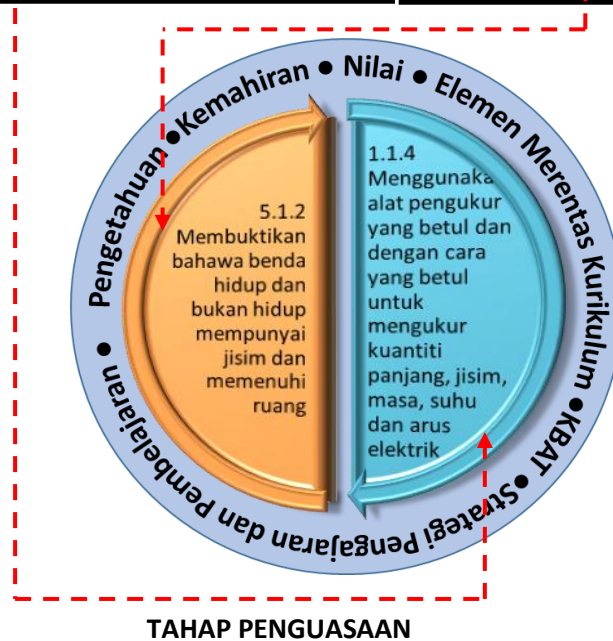 Pengetahuan ● Kemahiran ● Nilai ● Elemen Merentas Kurikulum ● KBAT ● Strategi Pengajaran dan Pembelajaran ●
5.1.2
Membuktikan
bahawa benda
hidup dan
bukan hidup
mempunyai
jisim dan
memenuhi
ruang
1.1.4
Menggunaka
alat pengukur
yang betul dan
dengan cara
yang betul
untuk
mengukur
kuantiti
panjang, jisim,
masa, suhu
dan arus
elektrik
TAHAP PENGUASAAN